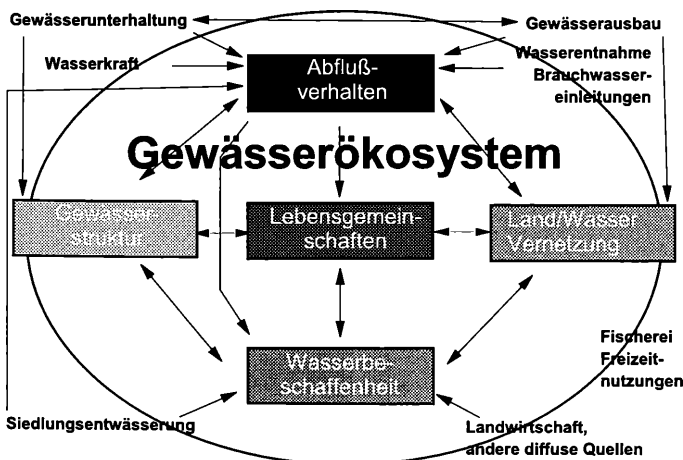 Gewässerunterhaltung
Gewässerausbau
Wasserkraft
Abfluß-
verhalten
Wasserentnahme
Brauchwasser-
einleitungen
Gewässerökosystem
Gewässer-
struktur
Lebensgemein-
schaften
Land/Wasser
Vernetzung
Wasserbe-
schaffenheit
Fischerei
Freizeit-
nutzungen
Siedlungsentwässerung
Landwirtschaft,
andere diffuse Quellen